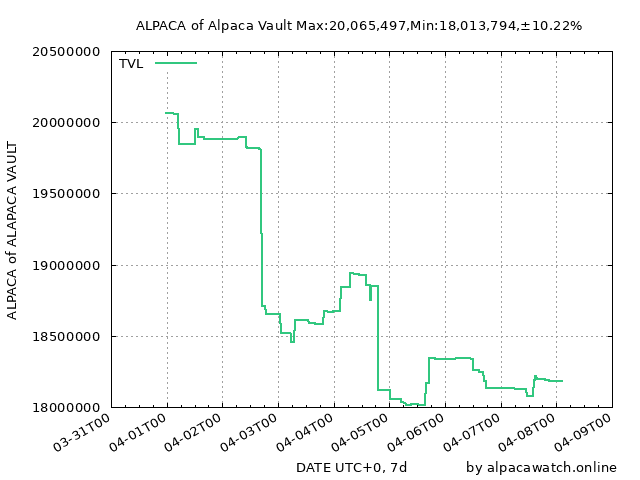 ALPACA of Alpaca Vault Max:20,065,497,Min:18,013,794,±10.22%
TVL
ALPACA of ALAPACA VAULT
20500000
20000000
19500000
19000000
18500000
18000000
03-31T00
04-01T00
04-02T00
04-03T00
04-04T00
04-05T00
04-06T00
04-07T00
04-08T00
04-09T00
DATE UTC+0, 7d
by alpacawatch.online